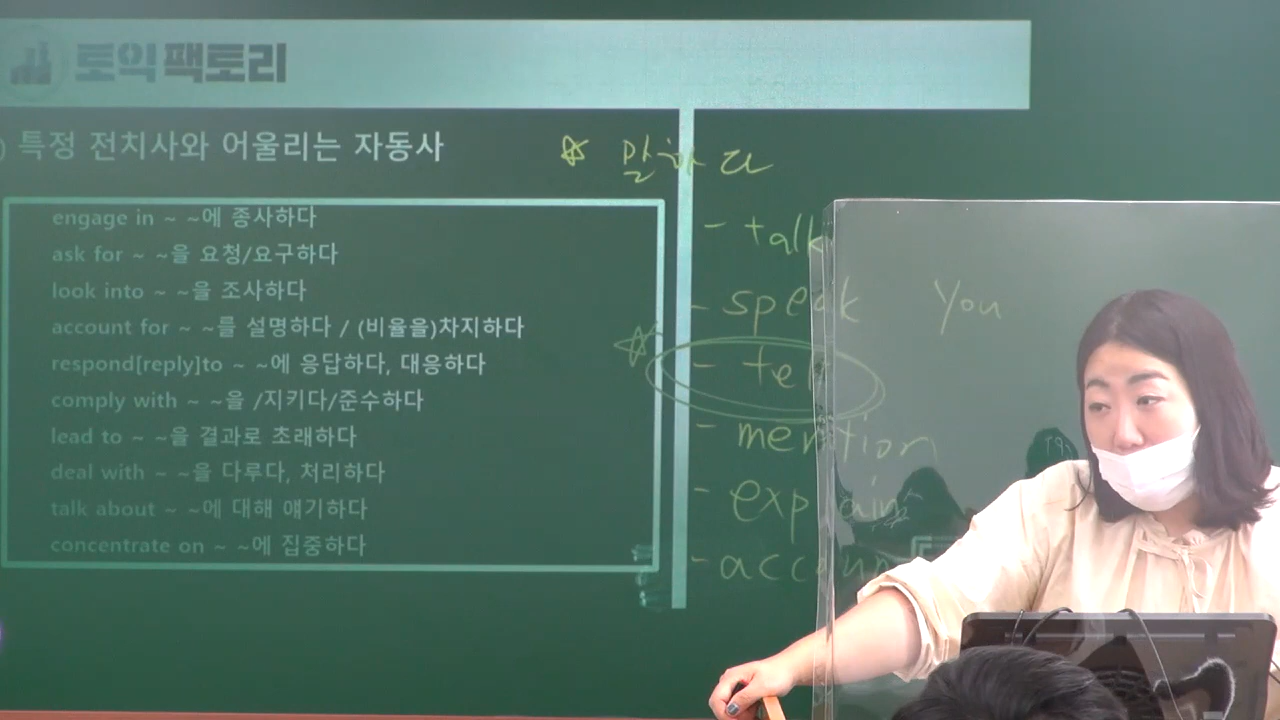 토익팩토리
) 특정 전치사와 어울리는 자동사
engage in ~ ~에 종사하다
ask for ~ ~을 요청/요구하다
look into ~ ~을 조사하다
account for ~ ~를 설명하다 / (비율을)차지하다
respond[reply]to ~ ~에 응답하다, 대응하다
comply with ~ ~을 /지키다/준수하다
lead to ~ ~을 결과로 초래하다
deal with ~ ~을 다루다, 처리하다
talk about ~ ~에 대해 얘기하다
concentrate on ~ ~에 집중하다
☆ 말하다
- talk
- speak You
☆ - tell
- mention
- explain
- accoun